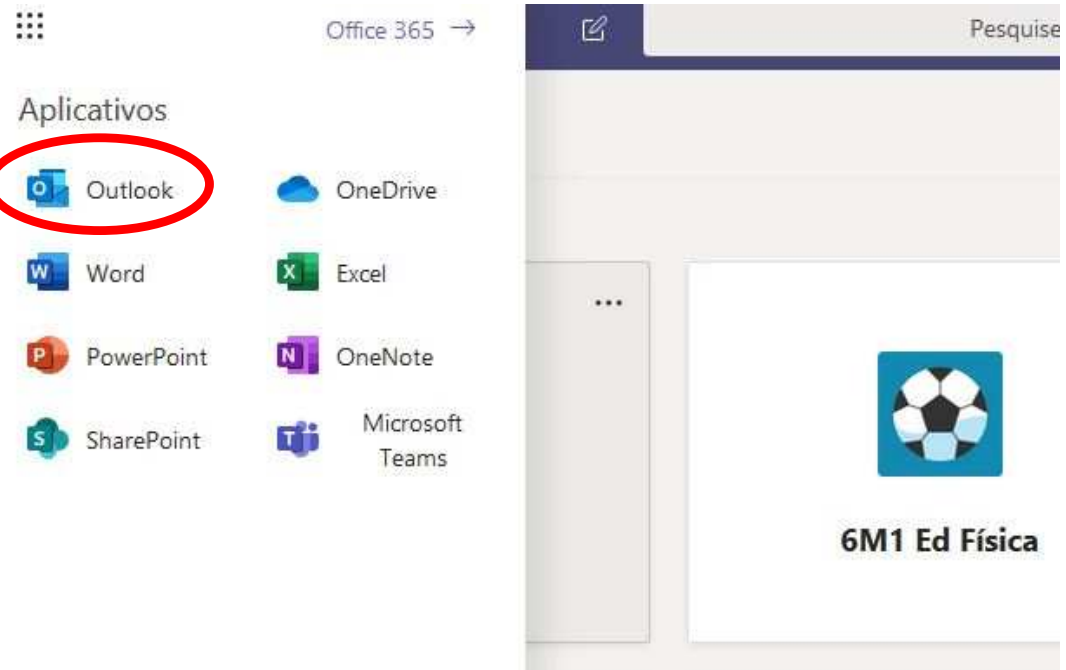 Office 365 →
Pesquise
Aplicativos
Outlook
OneDrive
Word
Excel
PowerPoint
OneNote
SharePoint
Microsoft
Teams
6M1 Ed Física